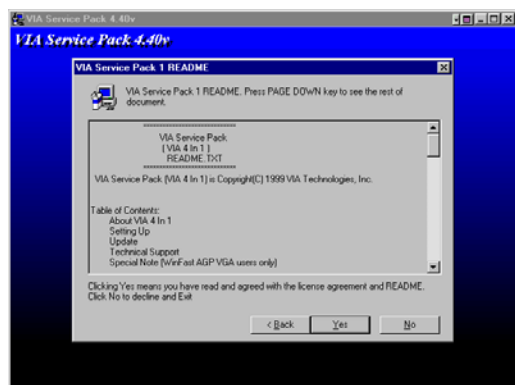 VIA Service Pack 4.40v
VIA Service Pack 4.40v
VIA Service Pack 1 README
VIA Service Pack 1 README. Press PAGE DOWN key to see the rest of
document.
==========================
VIA Service Pack
( VIA 4 In 1 )
README.TXT
==========================
VIA Service Pack (VIA 4 In 1) is Copyright(C) 1999 VIA Technologies, Inc.
Table of Contents:
About VIA 4 In 1
Setting Up
Update
Technical Support
Special Note (WinFast AGP VGA users only)
Clicking Yes means you have read and agreed with the license agreement and README.
Click No to decline and Exit
< Back
Yes
No